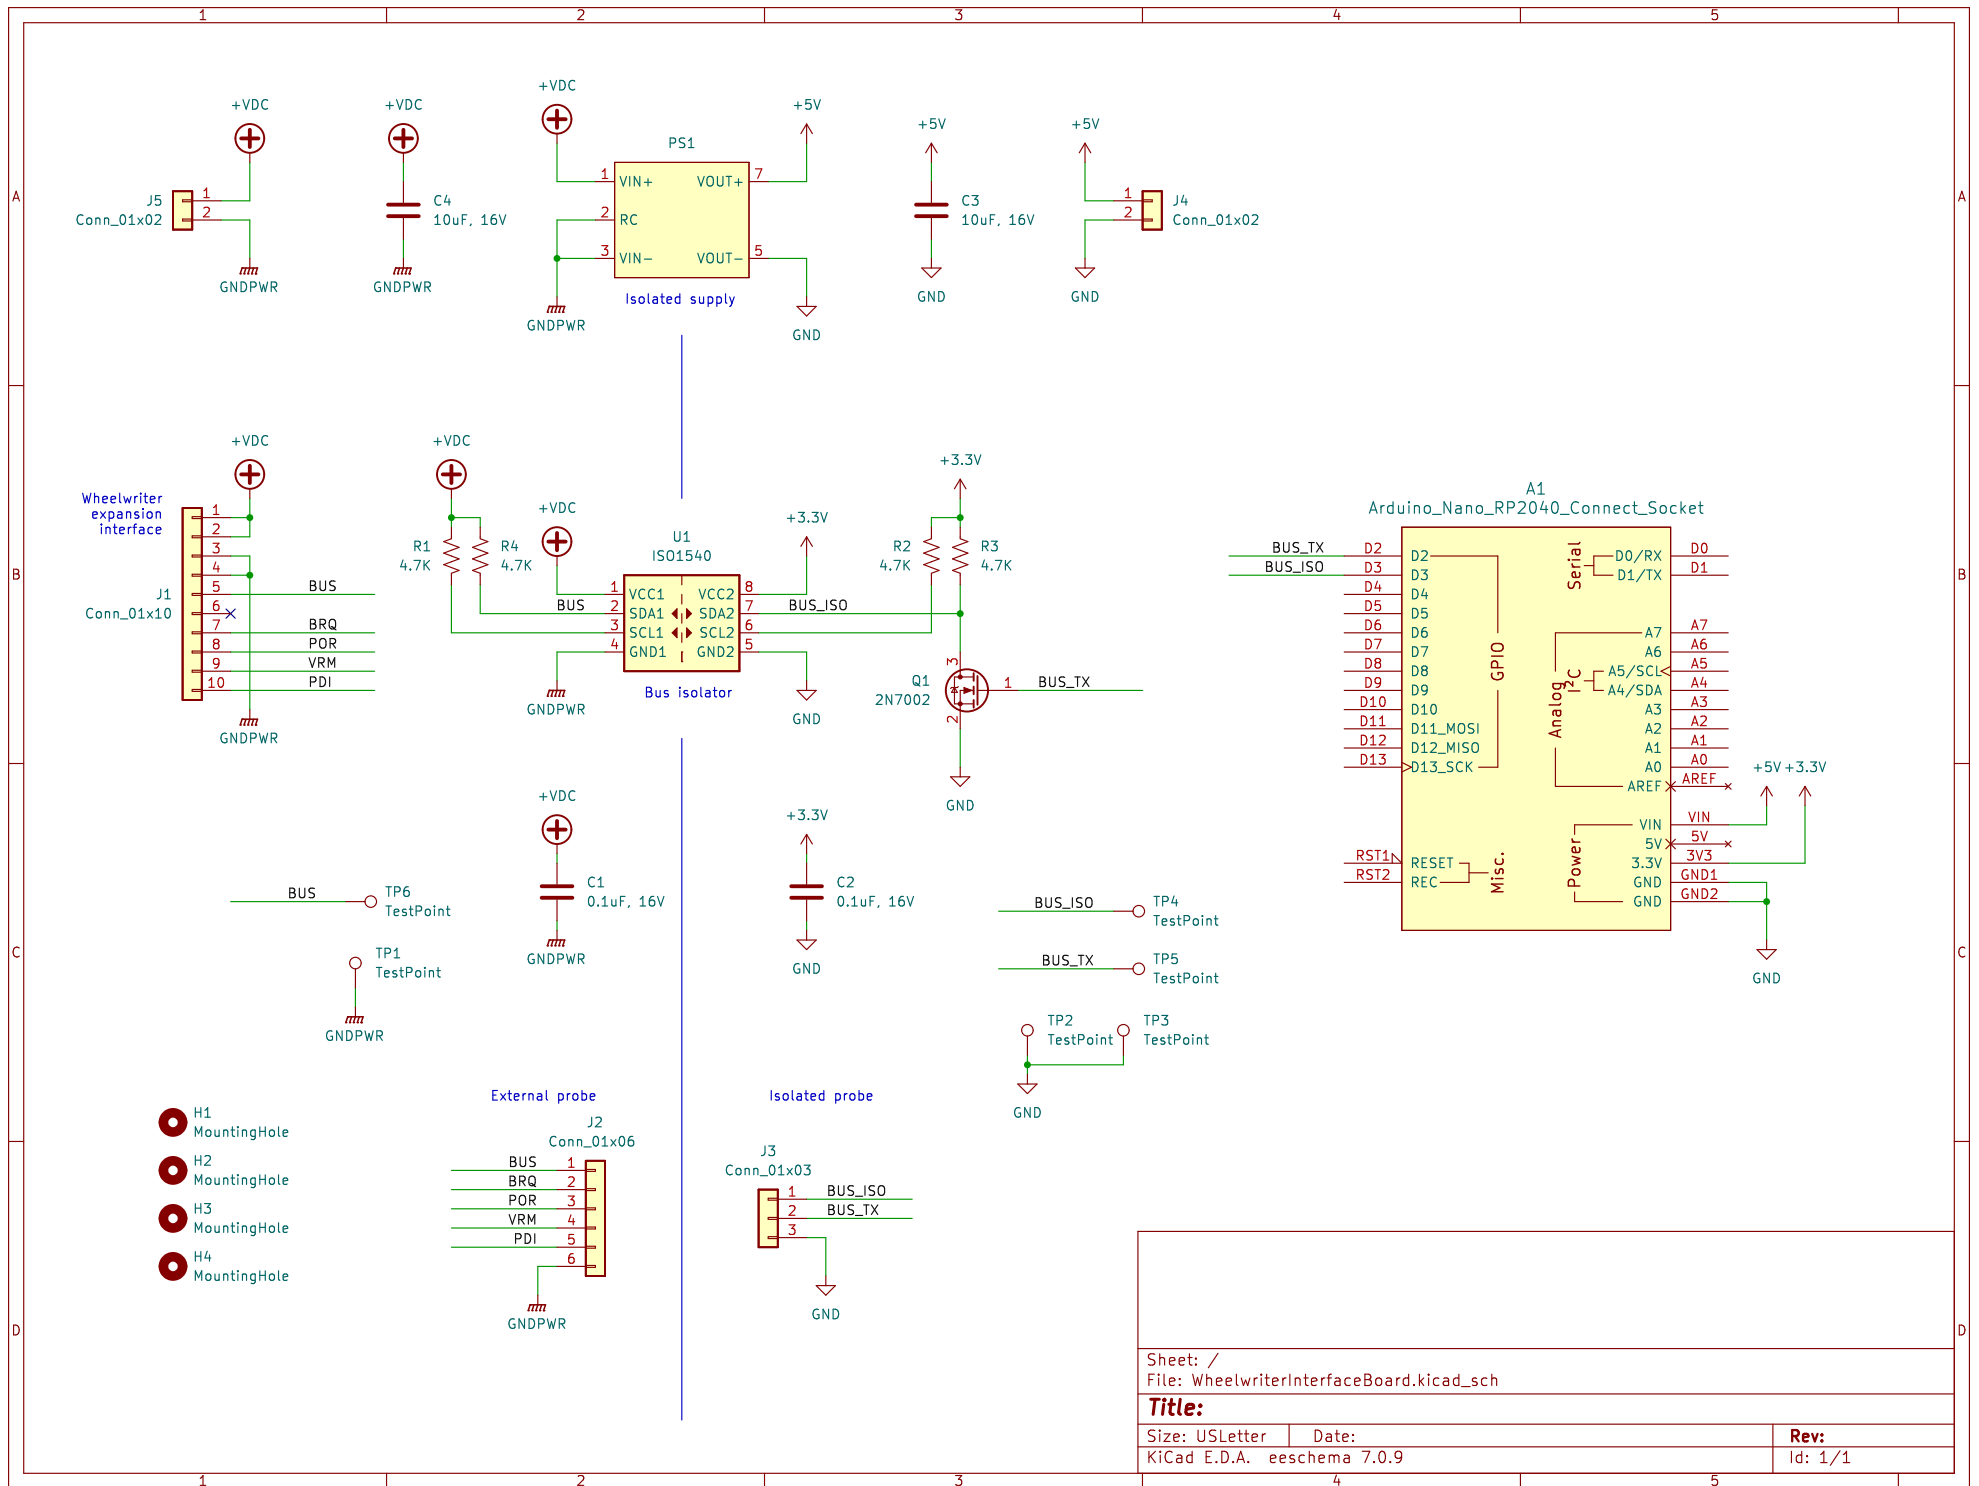 1 2 3 4 5
A A
B B
C C
D D
1 2 3 4 5
+VDC
J5
Conn_01x02
1
2
GNDPWR
+VDC
C4
10uF, 16V
GNDPWR
+VDC
PS1
+5V
1 VIN+ VOUT+ 7
2 RC
3 VIN− VOUT− 5
GNDPWR
Isolated supply
GND
+5V
C3
10uF, 16V
GND
+5V
1
2
J4
Conn_01x02
GND
+VDC
Wheelwriter
expansion
interface
J1
Conn_01x10
1
2
3
4
5 BUS
6
7 BRQ
8 POR
9 VRM
10 PDI
GNDPWR
+VDC
R1
4.7K
R4
4.7K
+VDC
U1
ISO1540
+3.3V
1 VCC1 VCC2 8
BUS 2 SDA1 SDA2 7 BUS_ISO
3 SCL1 SCL2 6
4 GND1 GND2 5
GNDPWR
Bus isolator
GND
+3.3V
R2
4.7K
R3
4.7K
3
Q1
2N7002
1 BUS_TX
2
GND
A1
Arduino_Nano_RP2040_Connect_Socket
BUS_TX D2 D2
BUS_ISO D3 D3
D4 D4
D5 D5
D6 D6
D7 D7
D8 D8
D9 D9
D10 D10
D11 D11_MOSI
D12 D12_MISO
D13 D13_SCK
GPIO
RST1 RESET
RST2 REC
Misc.
Serial
D0/RX D0
D1/TX D1
Analog
I²C
A7 A7
A6 A6
A5/SCL A5
A4/SDA A4
A3 A3
A2 A2
A1 A1
A0 A0
AREF AREF
Power
VIN VIN
5V 5V
3.3V 3V3
GND GND1
GND GND2
+5V +3.3V
GND
+VDC
C1
0.1uF, 16V
GNDPWR
+3.3V
C2
0.1uF, 16V
GND
BUS
TP6
TestPoint
TP1
TestPoint
GNDPWR
BUS_ISO
TP4
TestPoint
BUS_TX
TP5
TestPoint
TP2
TestPoint
TP3
TestPoint
GND
H1
MountingHole
H2
MountingHole
H3
MountingHole
H4
MountingHole
External probe
J2
Conn_01x06
BUS 1
BRQ 2
POR 3
VRM 4
PDI 5
6
GNDPWR
Isolated probe
J3
Conn_01x03
1 BUS_ISO
2 BUS_TX
3
GND
Sheet: /
File: WheelwriterInterfaceBoard.kicad_sch
Title:
Size: USLetter Date: Rev:
KiCad E.D.A. eeschema 7.0.9 Id: 1/1